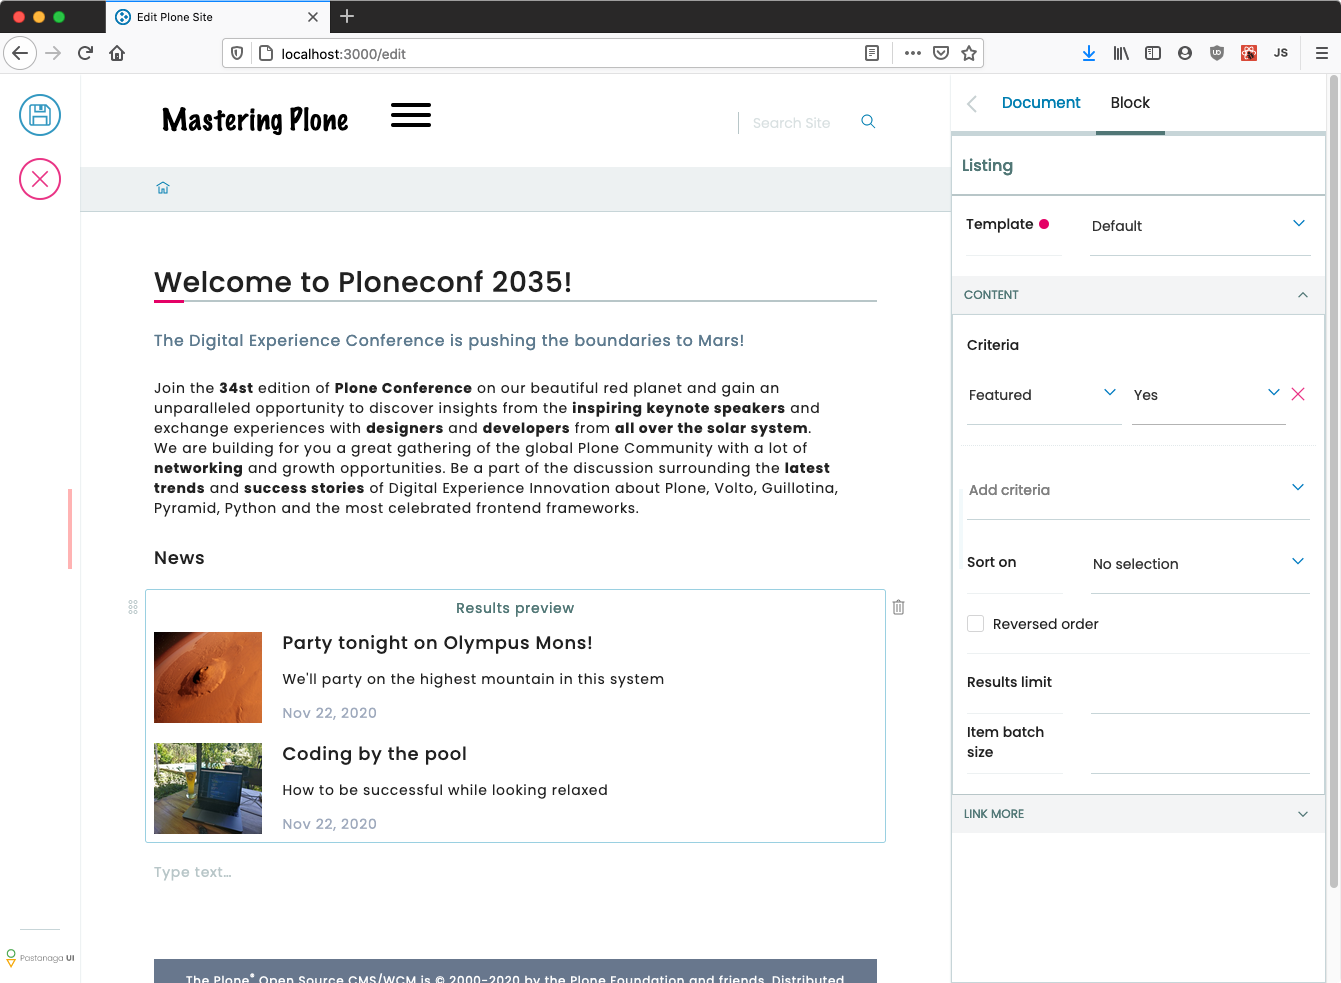 Edit Plone Site
localhost:3000/edit
JS
Mastering Plone
Search Site
Document
Block
Listing
Template
Default
CONTENT
Criteria
Featured
Yes
Add criteria
Sort on
No selection
Reversed order
Results limit
Item batch
size
LINK MORE
Welcome to Ploneconf 2035!
The Digital Experience Conference is pushing the boundaries to Mars!
Join the 34st edition of Plone Conference on our beautiful red planet and gain an
unparalleled opportunity to discover insights from the inspiring keynote speakers and
exchange experiences with designers and developers from all over the solar system.
We are building for you a great gathering of the global Plone Community with a lot of
networking and growth opportunities. Be a part of the discussion surrounding the latest
trends and success stories of Digital Experience Innovation about Plone, Volto, Guillotina,
Pyramid, Python and the most celebrated frontend frameworks.
News
Results preview
Party tonight on Olympus Mons!
We'll party on the highest mountain in this system
Nov 22, 2020
Coding by the pool
How to be successful while looking relaxed
Nov 22, 2020
Type text…
Pastanaga UI
The Plone® Open Source CMS/WCM is © 2000-2020 by the Plone Foundation and friends. Distributed